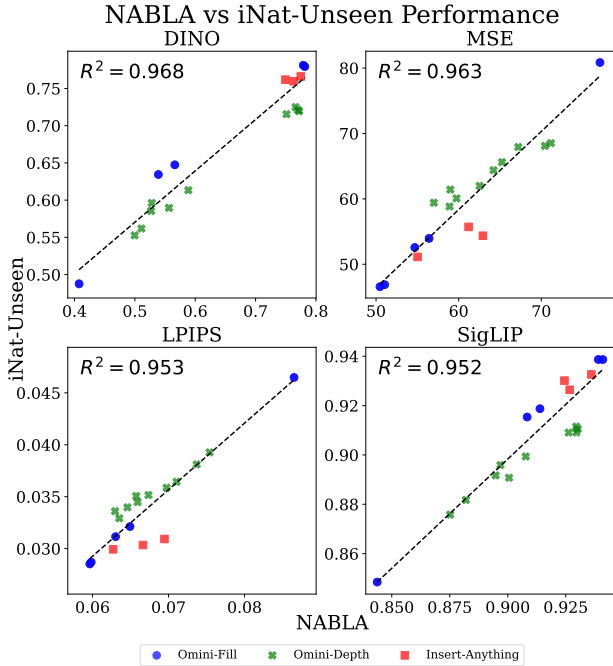 NABLA vs iNat-Unseen Performance
DINO
MSE
R² = 0.968
R² = 0.963
0.75
0.70
0.65
0.60
0.55
0.50
80
70
60
50
0.4 0.5 0.6 0.7 0.8
50 60 70
iNat-Unseen
LPIPS
SigLIP
R² = 0.953
R² = 0.952
0.045
0.040
0.035
0.030
0.94
0.92
0.90
0.88
0.86
0.06 0.07 0.08
0.850 0.875 0.900 0.925
NABLA
Omini-Fill Omini-Depth Insert-Anything